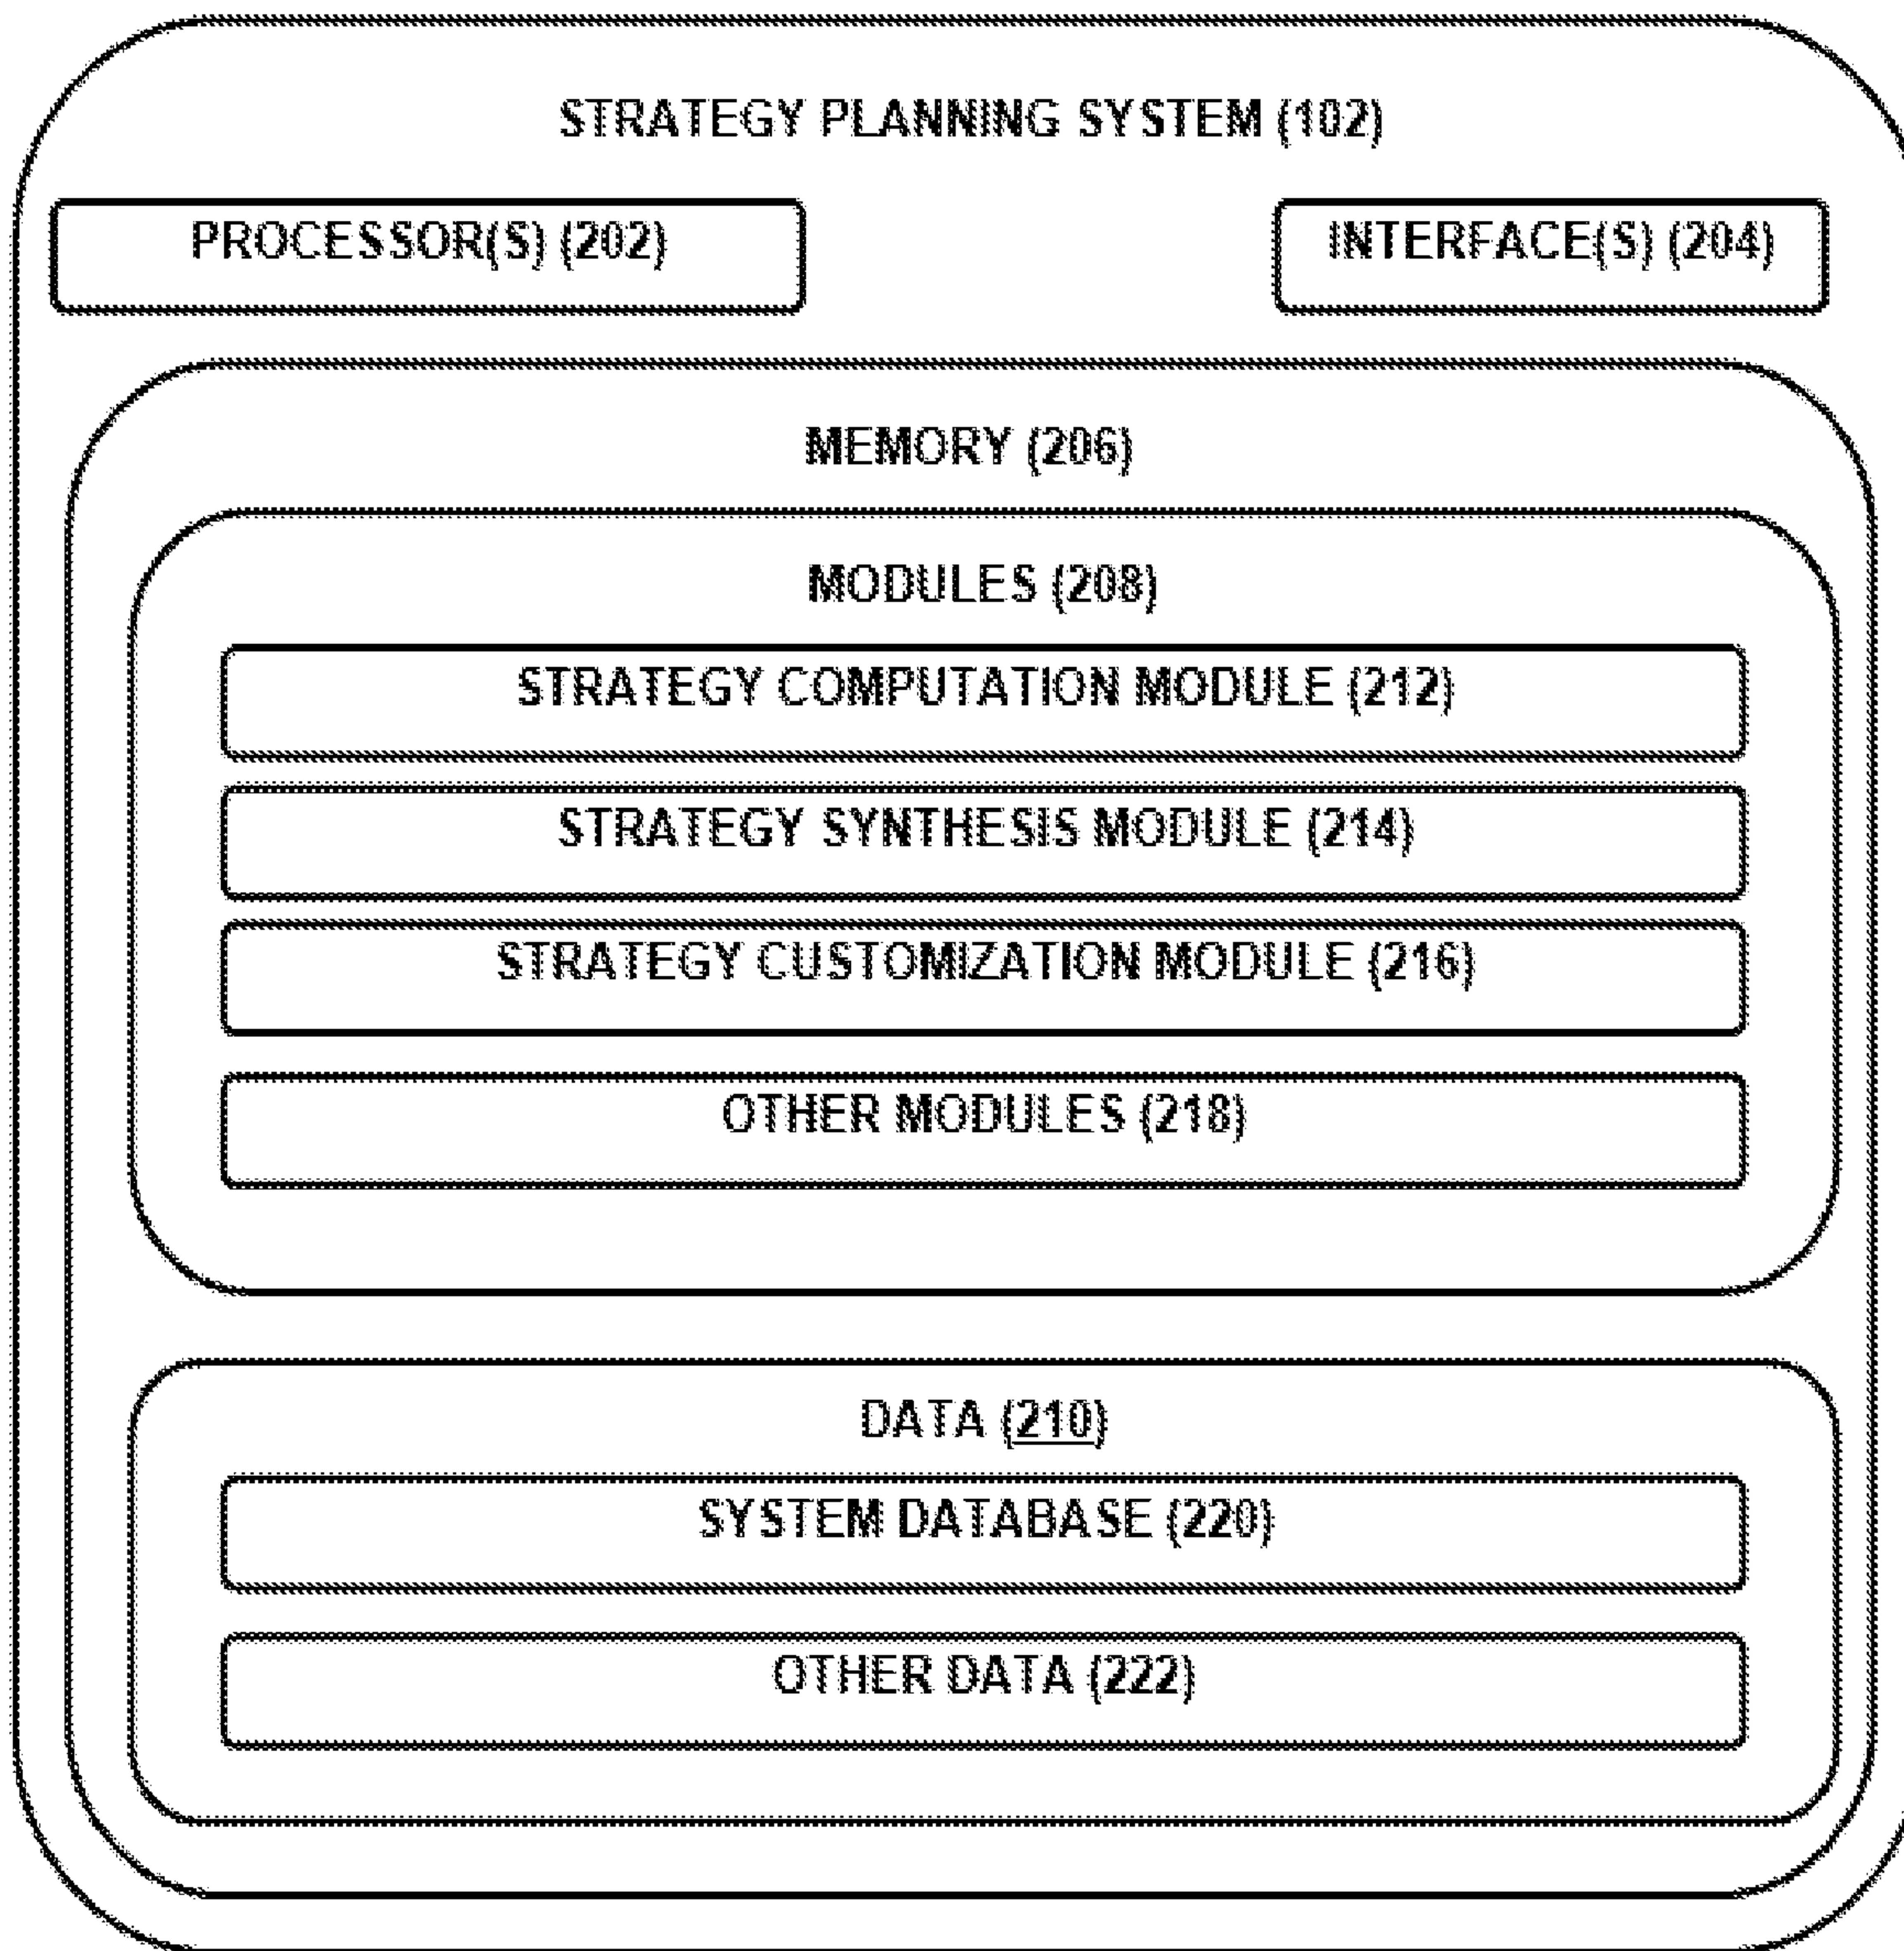 STRATEGY PLANNING SYSTEM (102)
PROCESSOR(S) (202)
INTERFACE(S) (204)
MEMORY (206)
MODULES (208)
STRATEGY COMPUTATION MODULE (212)
STRATEGY SYNTHESIS MODULE (214)
STRATEGY CUSTOMIZATION MODULE (216)
OTHER MODULES (218)
DATA (210)
SYSTEM DATABASE (220)
OTHER DATA (222)